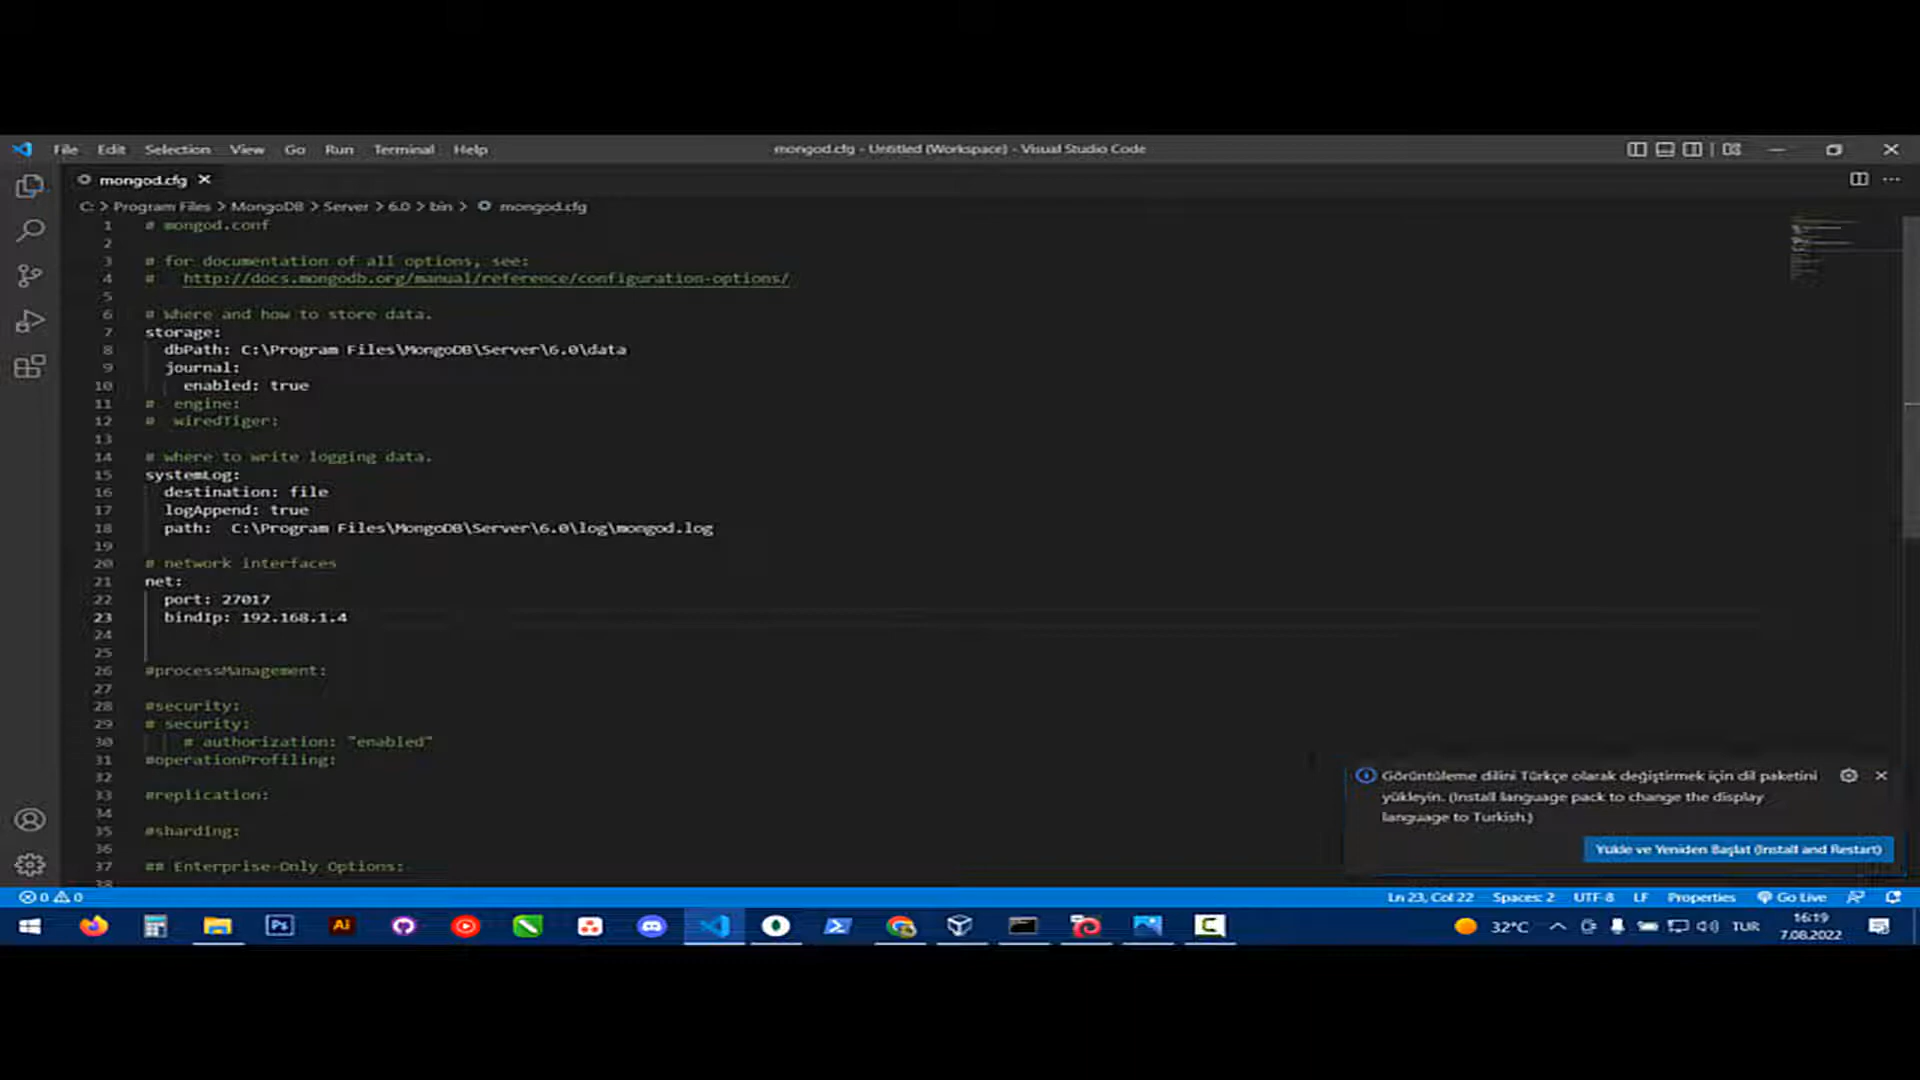 File Edit Selection View Go Run Terminal Help
mongod.cfg - Untitled (Workspace) - Visual Studio Code
mongod.cfg
C: > Program Files > MongoDB > Server > 6.0 > bin > mongod.cfg
1 # mongod.conf
2
3 # for documentation of all options, see:
4 #   http://docs.mongodb.org/manual/reference/configuration-options/
5
6 # Where and how to store data.
7 storage:
8   dbPath: C:\Program Files\MongoDB\Server\6.0\data
9   journal:
10     enabled: true
11 #  engine:
12 #  wiredTiger:
13
14 # where to write logging data.
15 systemLog:
16   destination: file
17   logAppend: true
18   path:  C:\Program Files\MongoDB\Server\6.0\log\mongod.log
19
20 # network interfaces
21 net:
22   port: 27017
23   bindIp: 192.168.1.4
24
25
26 #processManagement:
27
28 #security:
29 # security:
30     # authorization: "enabled"
31 #operationProfiling:
32
33 #replication:
34
35 #sharding:
36
37 ## Enterprise-Only Options:
38
Görüntüleme dilini Türkçe olarak değiştirmek için dil paketini
yükleyin. (Install language pack to change the display
language to Turkish.)
Yükle ve Yeniden Başlat (Install and Restart)
0 0
Ln 23, Col 22 Spaces: 2 UTF-8 LF Properties Go Live
Ps
Ai
32°C
TUR
16:19
7.08.2022